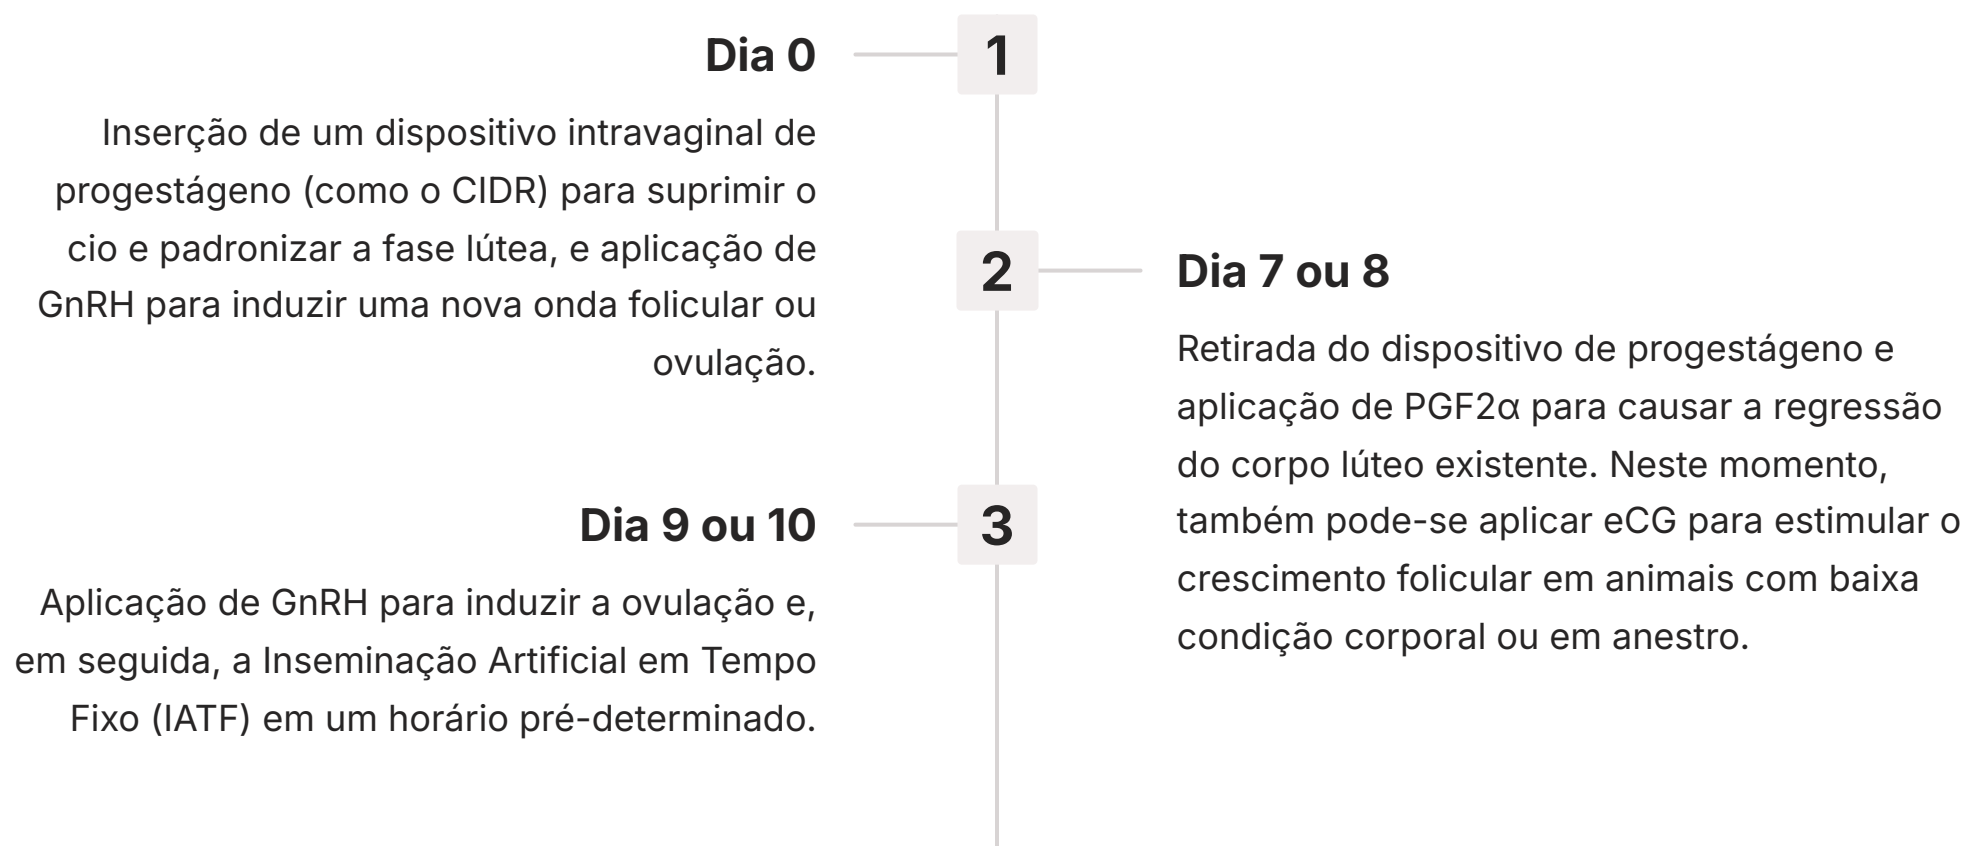 Dia 0
1
Inserção de um dispositivo intravaginal de
progestágeno (como o CIDR) para suprimir o
cio e padronizar a fase lútea, e aplicação de
GnRH para induzir uma nova onda folicular ou
ovulação.
2
Dia 7 ou 8
Retirada do dispositivo de progestágeno e
aplicação de PGF2α para causar a regressão
do corpo lúteo existente. Neste momento,
também pode-se aplicar eCG para estimular o
crescimento folicular em animais com baixa
condição corporal ou em anestro.
Dia 9 ou 10
3
Aplicação de GnRH para induzir a ovulação e,
em seguida, a Inseminação Artificial em Tempo
Fixo (IATF) em um horário pré-determinado.